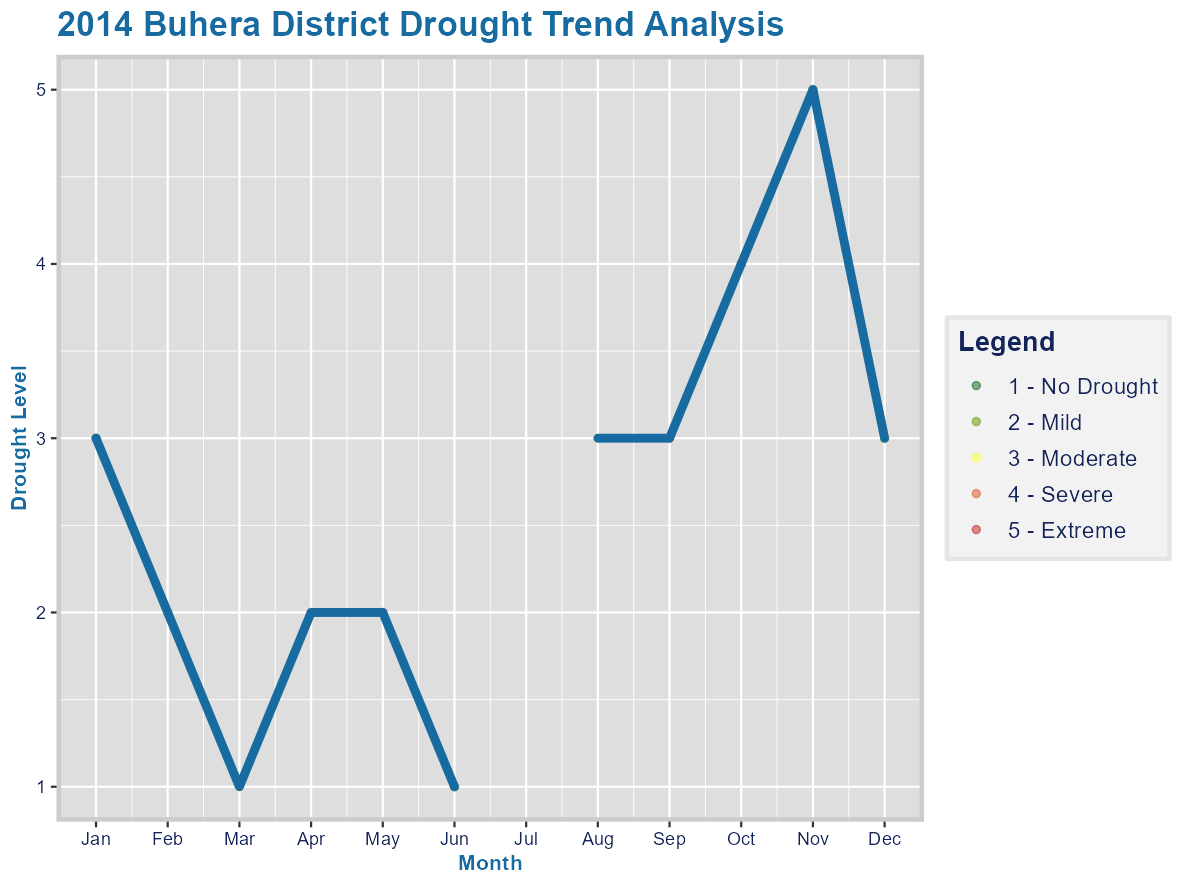 2014 Buhera District Drought Trend Analysis
Drought Level
5
4
3
2
1
Jan Feb Mar Apr May Jun Jul Aug Sep Oct Nov Dec
Month
Legend
1 - No Drought
2 - Mild
3 - Moderate
4 - Severe
5 - Extreme